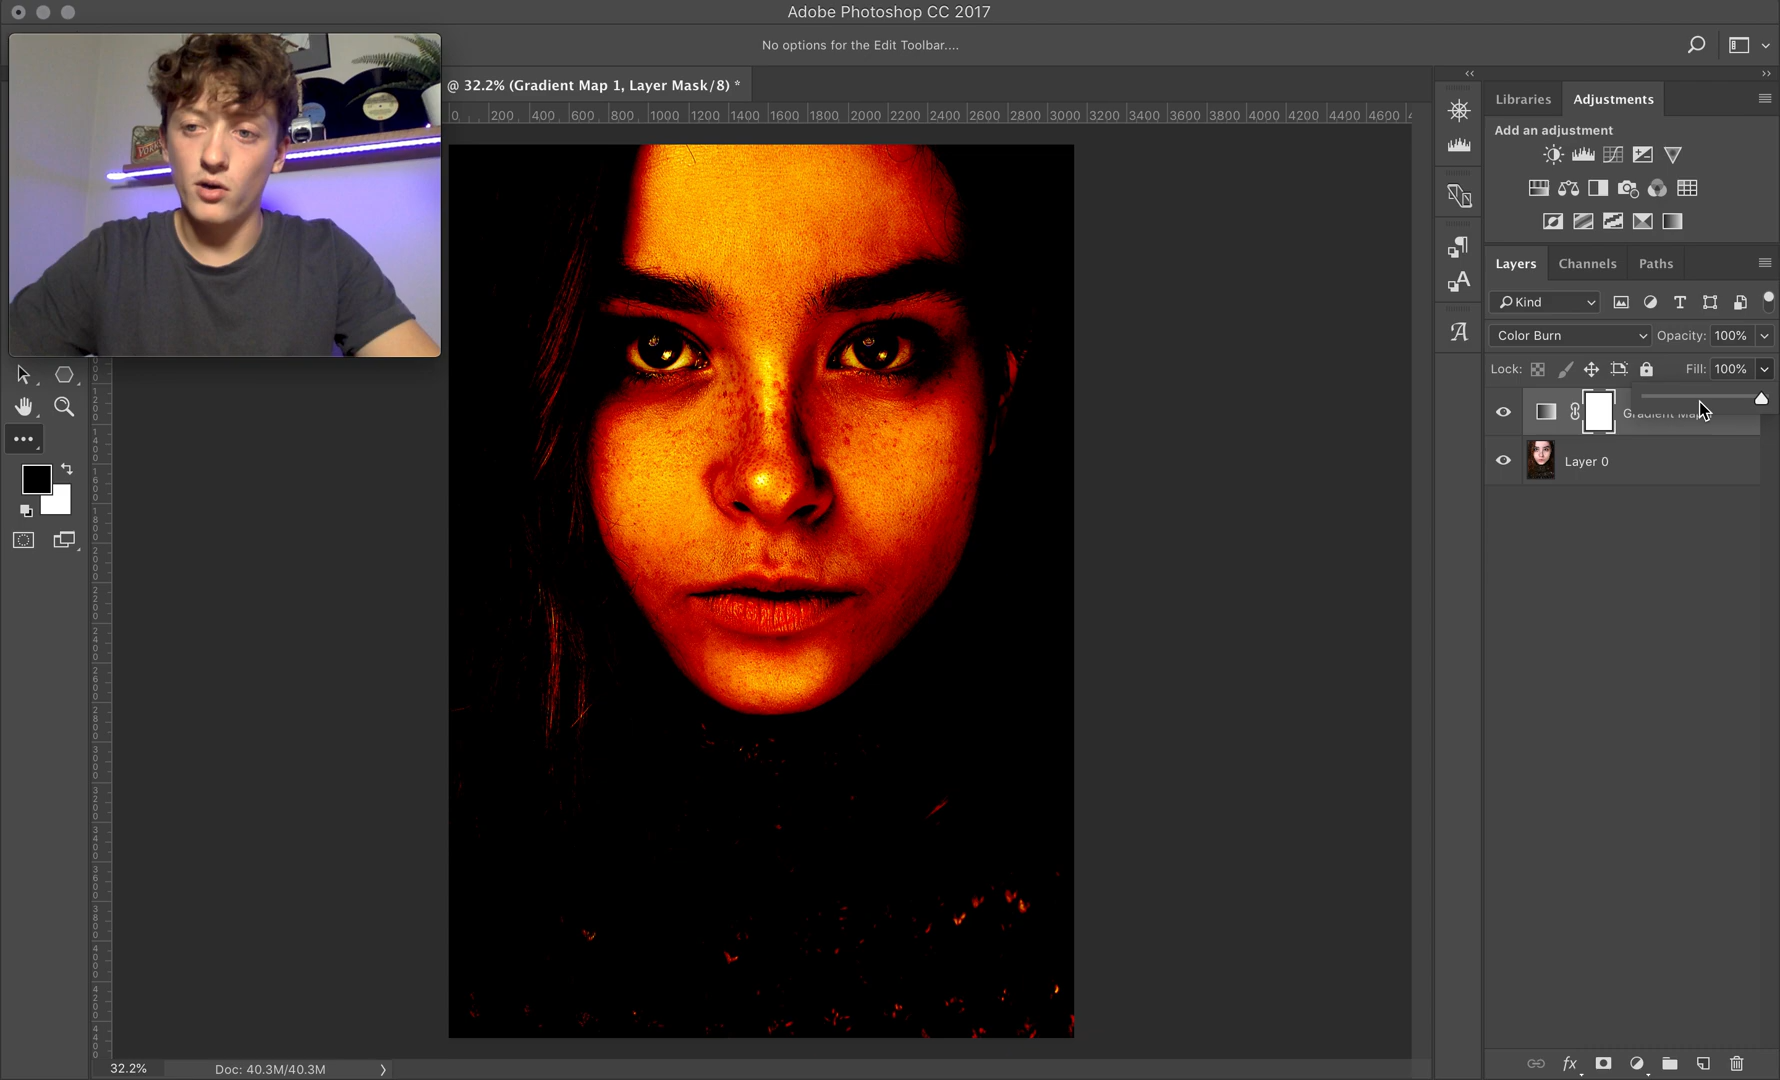 Adobe Photoshop CC 2017
No options for the Edit Toolbar....
@ 32.2% (Gradient Map 1, Layer Mask/8) *
0 200 400 600 800 1000 1200 1400 1600 1800 2000 2200 2400 2600 2800 3000 3200 3400 3600 3800 4000 4200 4400 4600
Libraries Adjustments
Add an adjustment
Layers Channels Paths
Kind
Color Burn Opacity: 100%
Lock: Fill: 100%
Gradient Map
Layer 0
fx
32.2% Doc: 40.3M/40.3M